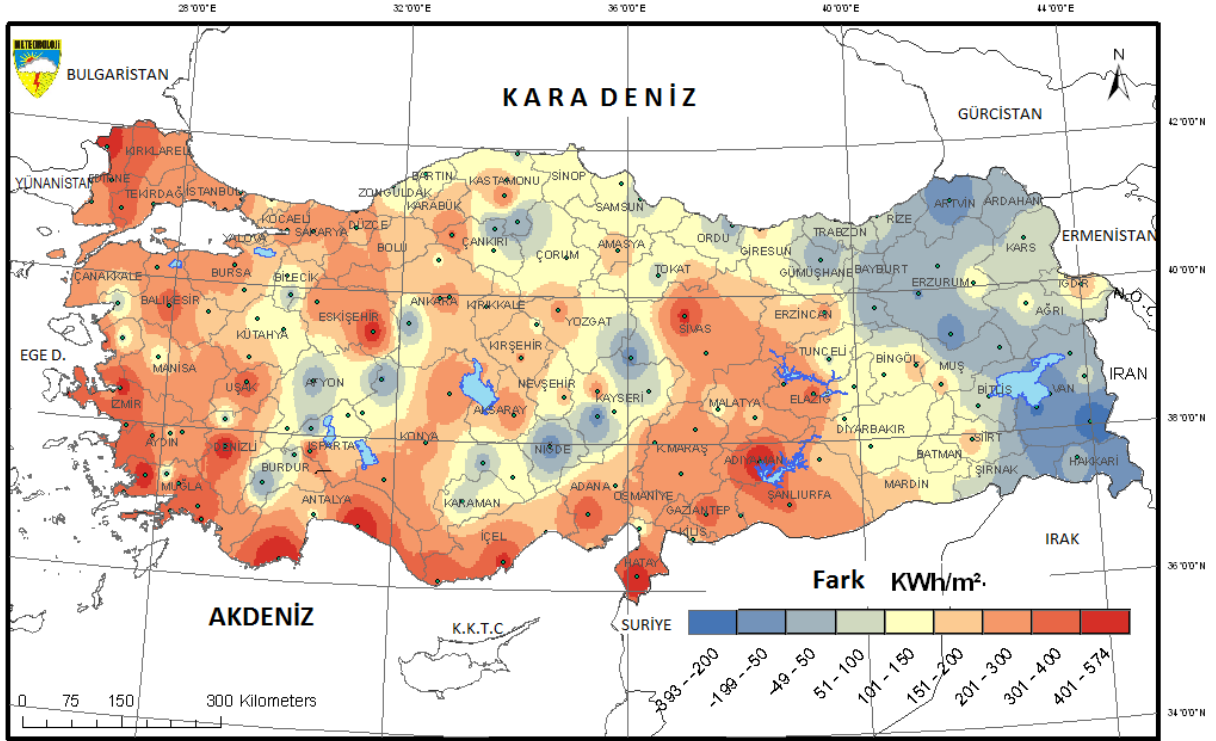 28°0'0"E 32°0'0"E 36°0'0"E 40°0'0"E 44°0'0"E
METEOROLOJİ
BULGARİSTAN
KARA DENİZ
N
GÜRCİSTAN
42°0'0"N
KIRKLARELİ
YÜNANİSTAN
EDİRNE
TEKİRDAĞ
İSTANBUL
ZONGULDAK
BARTIN
KASTAMONU
SİNOP
KARABÜK
SAMSUN
ARTVİN
ARDAHAN
KOCAELİ
SAKARYA
DÜZCE
YALOVA
BOLU
ÇANKIRI
ÇORUM
AMASYA
ORDU
GİRESUN
TRABZON
RİZE
KARS
ERMENİSTAN
ÇANAKKALE
BURSA
BİLECİK
TOKAT
GÜMÜŞHANE
BAYBURT
ERZURUM
IĞDIR
40°0'0"N
N.O.
BALIKESİR
ANKARA
KIRIKKALE
ESKİŞEHİR
YOZGAT
SİVAS
ERZİNCAN
AĞRI
KÜTAHYA
EGE D.
MANİSA
KIRŞEHİR
TUNCELİ
BİNGÖL
MUŞ
UŞAK
AFYON
NEVŞEHİR
KAYSERİ
MALATYA
ELAZIĞ
BİTLİS
VAN
IRAN
İZMİR
AKSARAY
38°0'0"N
AYDIN
DENİZLİ
ISPARTA
KONYA
NİĞDE
K.MARAŞ
ADIYAMAN
DİYARBAKIR
BATMAN
SİİRT
BURDUR
ŞIRNAK
HAKKARİ
MUĞLA
ANTALYA
KARAMAN
ADANA
OSMANİYE
GAZİANTEP
ŞANLIURFA
MARDİN
KİLİS
İÇEL
HATAY
IRAK
36°0'0"N
Fark KWh/m².
AKDENİZ
K.K.T.C
SURİYE
-393 - -200
-199 - -50
-49 - 50
51 - 100
101 - 150
151 - 200
201 - 300
301 - 400
401 - 574
0 75 150 300 Kilometers
34°0'0"N